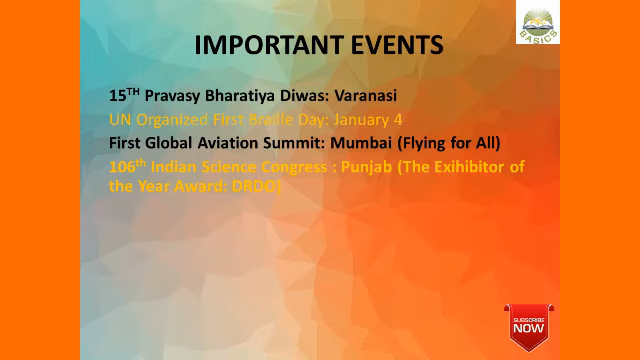 BASICS
IMPORTANT EVENTS
15TH Pravasy Bharatiya Diwas: Varanasi
UN Organized First Braille Day: January 4
First Global Aviation Summit: Mumbai (Flying for All)
106th Indian Science Congress : Punjab (The Exihibitor of
the Year Award: DRDO)
SUBSCRIBE
NOW